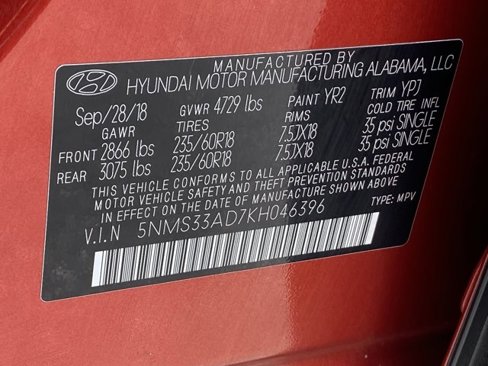 MANUFACTURED BY
HYUNDAI MOTOR MANUFACTURING ALABAMA, LLC
Sep/28/18 GVWR 4729 lbs PAINT YR2 TRIM YPJ
GAWR TIRES RIMS COLD TIRE INFL
FRONT 2866 lbs 235/60R18 7.5JX18 35 psi SINGLE
REAR 3075 lbs 235/60R18 7.5JX18 35 psi SINGLE
THIS VEHICLE CONFORMS TO ALL APPLICABLE U.S.A. FEDERAL
MOTOR VEHICLE SAFETY AND THEFT PREVENTION STANDARDS
IN EFFECT ON THE DATE OF MANUFACTURE SHOWN ABOVE.
V.I.N 5NMS33AD7KH046396 TYPE: MPV